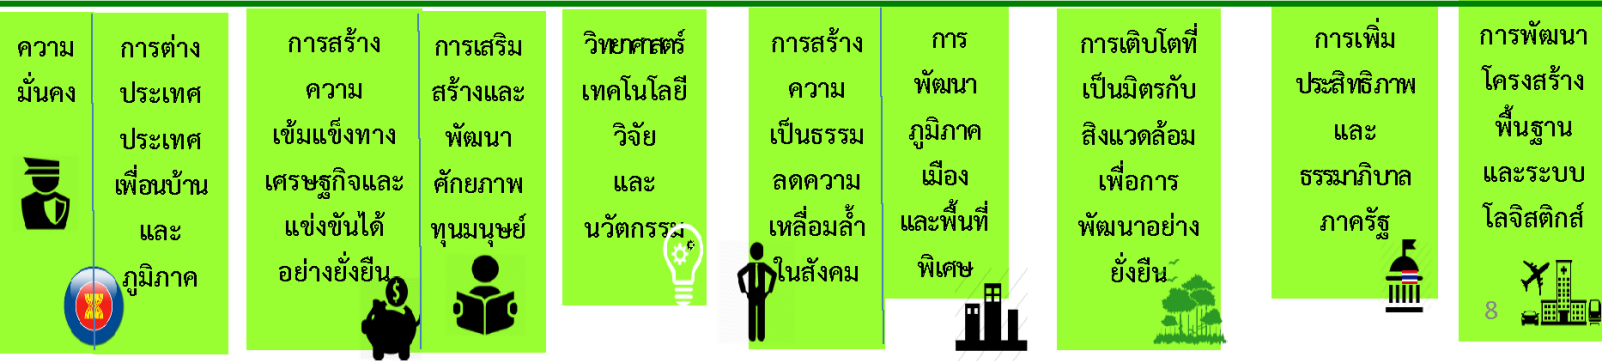 ความ
มั่นคง
การต่าง
ประเทศ
ประเทศ
เพื่อนบ้าน
และ
ภูมิภาค
การสร้าง
ความ
เข้มแข็งทาง
เศรษฐกิจและ
แข่งขันได้
อย่างยั่งยืน
การเสริม
สร้างและ
พัฒนา
ศักยภาพ
ทุนมนุษย์
วิทยาศาสตร์
เทคโนโลยี
วิจัย
และ
นวัตกรรม
การสร้าง
ความ
เป็นธรรม
ลดความ
เหลื่อมล้ำ
ในสังคม
การ
พัฒนา
ภูมิภาค
เมือง
และพื้นที่
พิเศษ
การเติบโตที่
เป็นมิตรกับ
สิงแวดล้อม
เพื่อการ
พัฒนาอย่าง
ยั่งยืน
การเพิ่ม
ประสิทธิภาพ
และ
ธรรมาภิบาล
ภาครัฐ
การพัฒนา
โครงสร้าง
พื้นฐาน
และระบบ
โลจิสติกส์
8